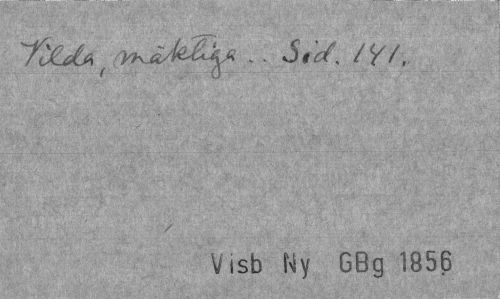 Vilda, mäktiga .. Sid. 141.
Visb Ny GBg 1856